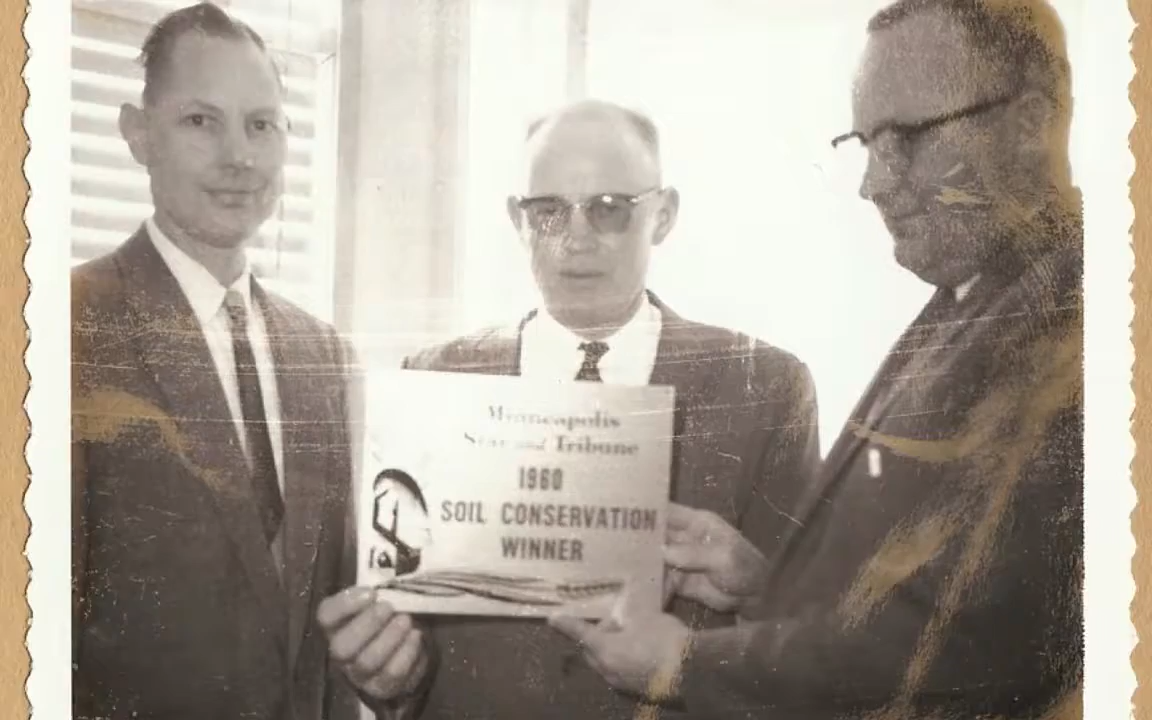 Minneapolis
Star and Tribune
1960
SOIL CONSERVATION
WINNER